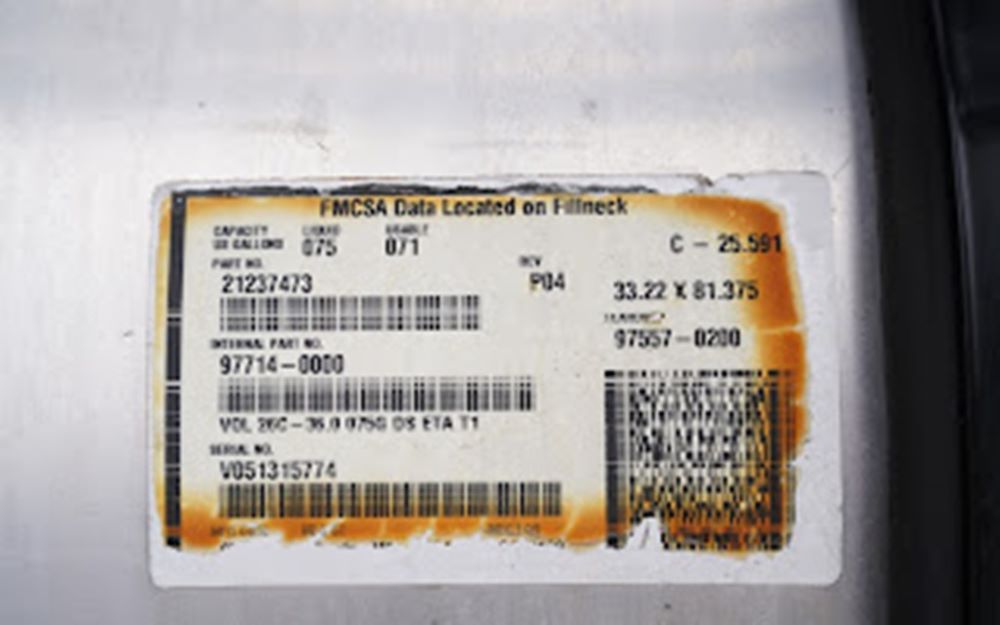 FMCSA Data Located on Fillneck
CAPACITY LIQUID USABLE
US GALLONS 075 071
C - 25.591
PART NO. REV
21237473 P04
33.22 X 81.375
97557-0200
INTERNAL PART NO.
97714-0000
VOL 26C-36.0 075G DS ETA T1
SERIAL NO.
V051315774